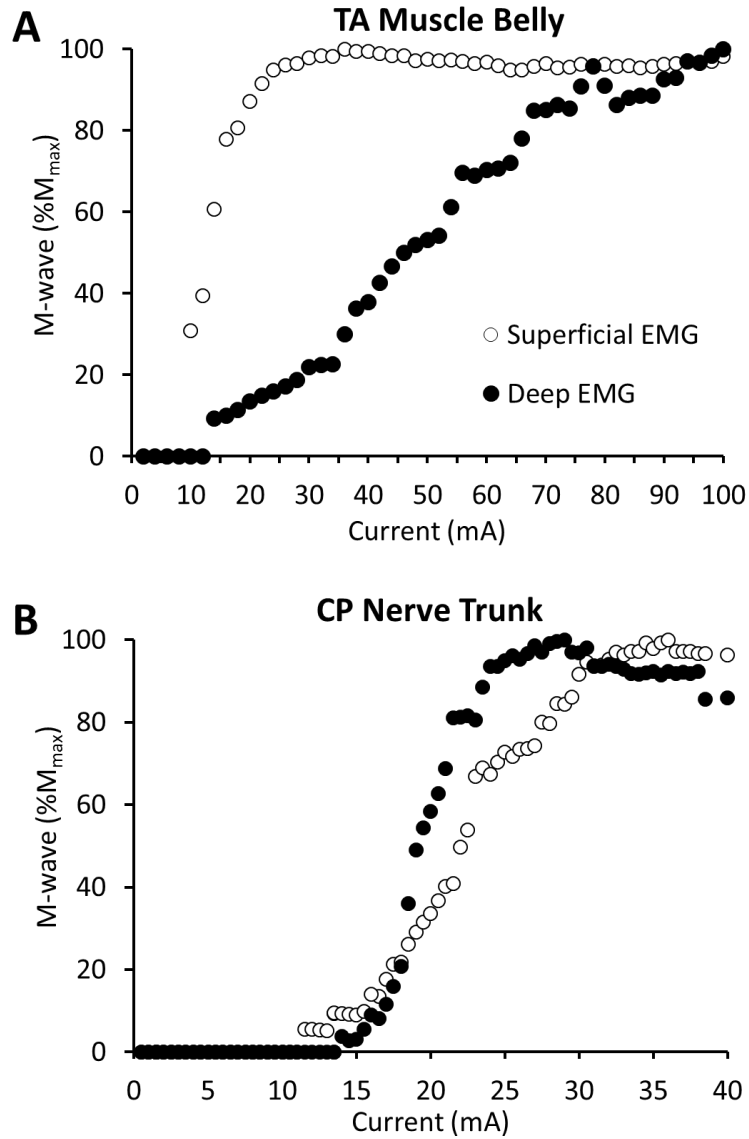 A
TA Muscle Belly
100
80
60
40
20
0
M-wave (%Mmax)
Superficial EMG
Deep EMG
0 10 20 30 40 50 60 70 80 90 100
Current (mA)
B
CP Nerve Trunk
100
80
60
40
20
0
M-wave (%Mmax)
0 5 10 15 20 25 30 35 40
Current (mA)